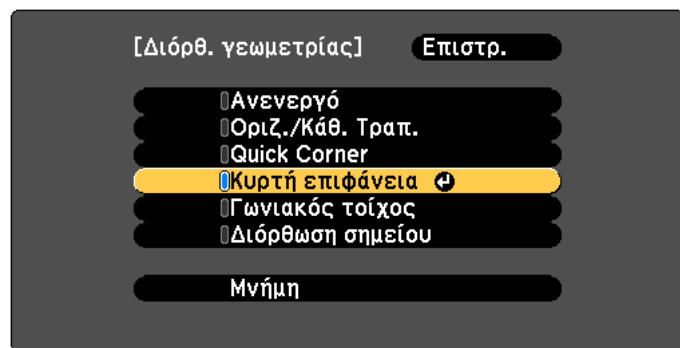 [Διόρθ. γεωμετρίας] Επιστρ.
Ανενεργό
Οριζ./Κάθ. Τραπ.
Quick Corner
Κυρτή επιφάνεια
Γωνιακός τοίχος
Διόρθωση σημείου
Μνήμη